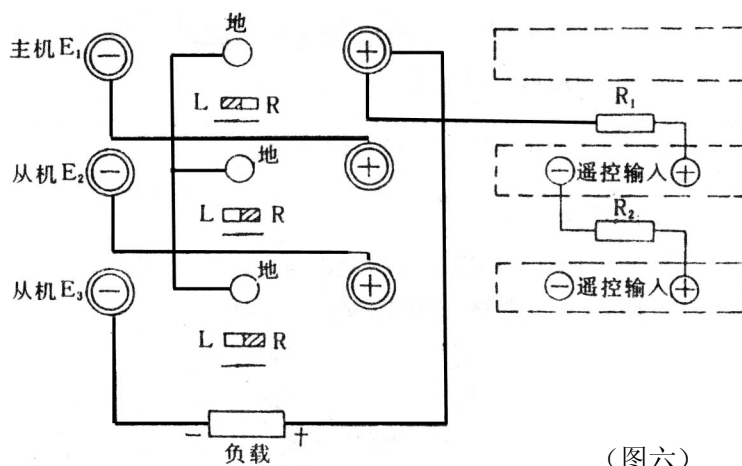 地
主机E₁ − +
L R
R₁
地
从机E₂ − + − 遥控输入 +
L R
R₂
地
从机E₃ − + − 遥控输入 +
L R
− +
负载
(图六)